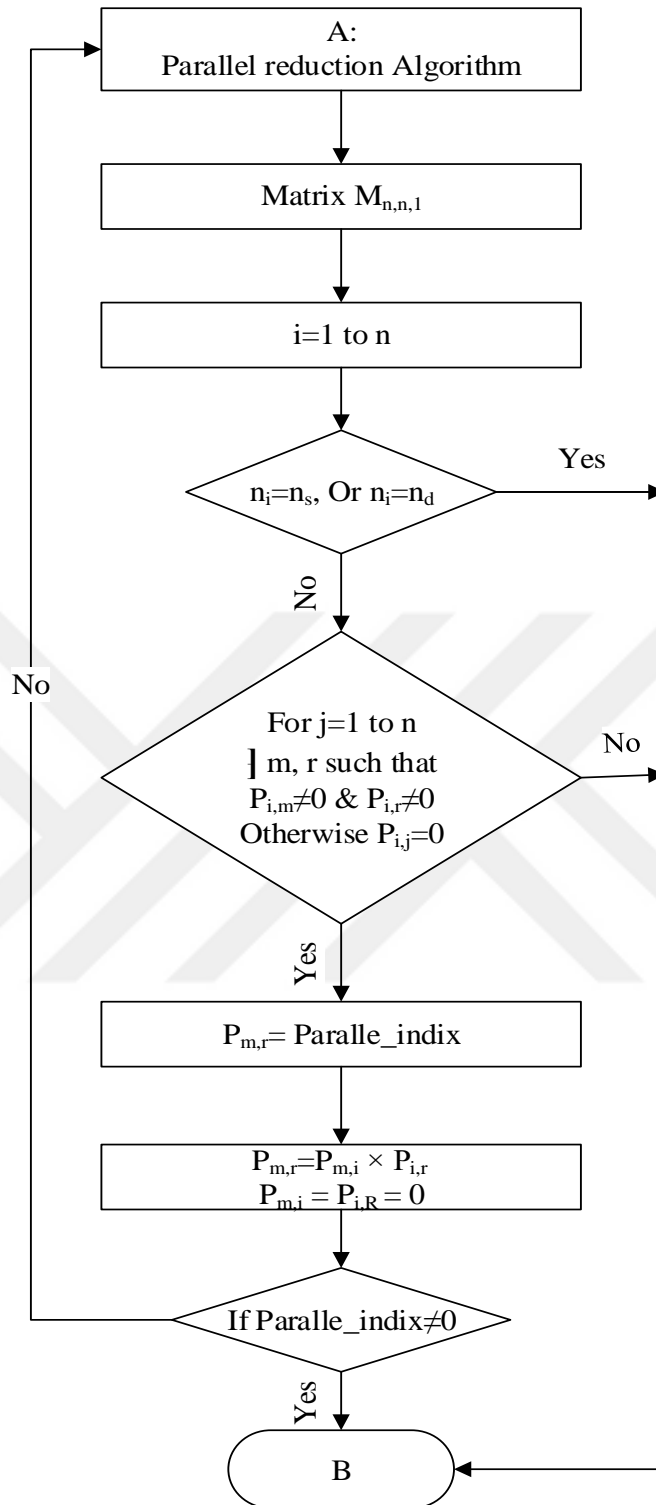 A:
Parallel reduction Algorithm
Matrix Mₙ,ₙ,₁
i=1 to n
nᵢ=nₛ, Or nᵢ=n_d
Yes
No
For j=1 to n
∃ m, r such that
Pᵢ,ₘ≠0 & Pᵢ,ᵣ≠0
Otherwise Pᵢ,ⱼ=0
No
No
Yes
Pₘ,ᵣ= Paralle_indix
Pₘ,ᵣ=Pₘ,ᵢ × Pᵢ,ᵣ
Pₘ,ᵢ = P_i,R = 0
If Paralle_indix≠0
Yes
B